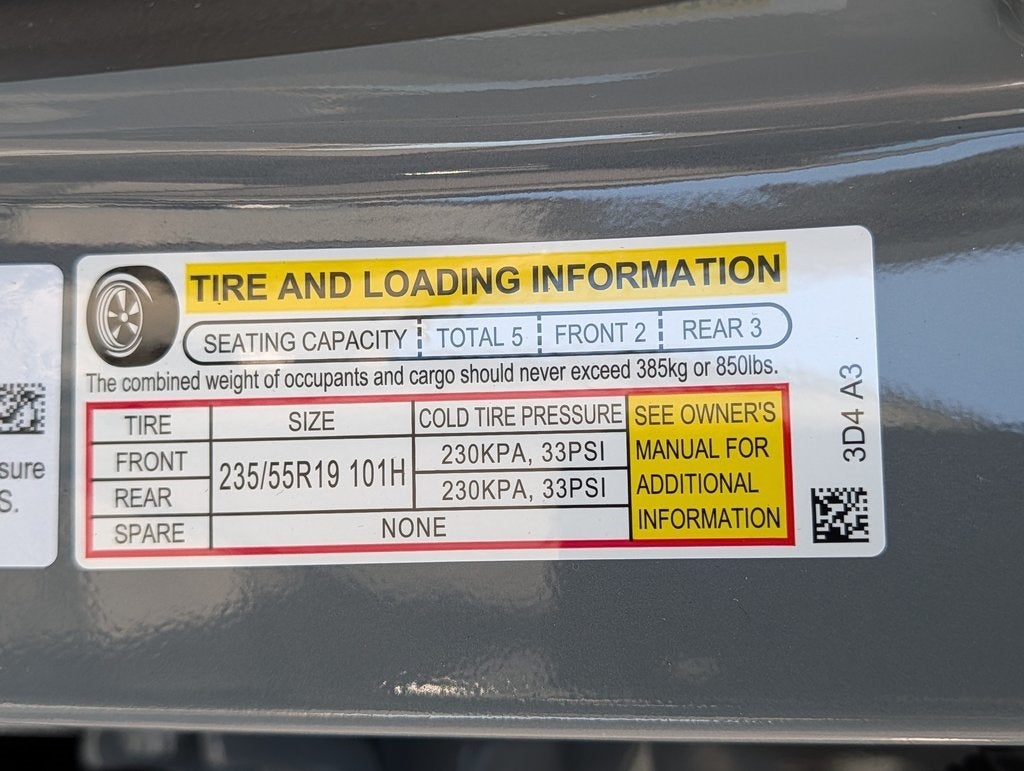 TIRE AND LOADING INFORMATION
SEATING CAPACITY TOTAL 5 FRONT 2 REAR 3
The combined weight of occupants and cargo should never exceed 385kg or 850lbs.
TIRE SIZE COLD TIRE PRESSURE
FRONT 235/55R19 101H 230KPA, 33PSI
REAR 230KPA, 33PSI
SPARE NONE
SEE OWNER'S
MANUAL FOR
ADDITIONAL
INFORMATION
3D4 A3
sure
S.